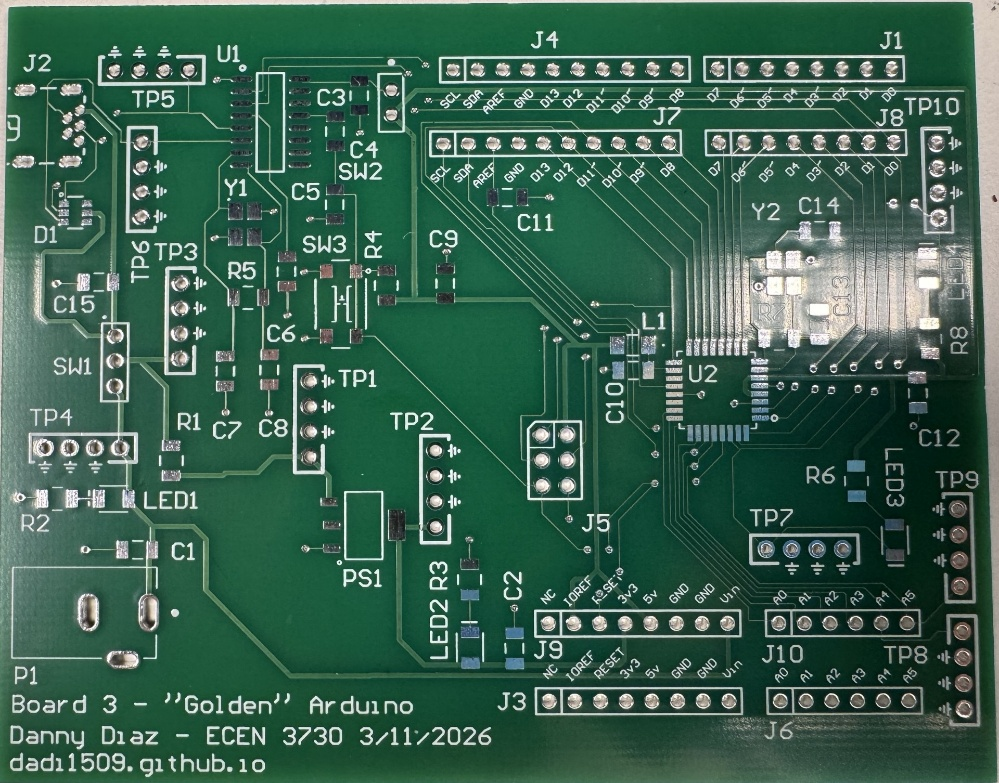 J2
U1
J4
J1
TP5
C3
SCL SDA AREF GND D13 D12 D11~ D10~ D9~ D8
D7 D6~ D5~ D4 D3~ D2 D1 D0
TP10
9
J7
J8
C4
SW2
SCL SDA AREF GND D13 D12 D11~ D10~ D9~ D8
D7 D6~ D5~ D4 D3~ D2 D1 D0
Y1
C5
C11
Y2
C14
D1
TP6
TP3
SW3
R4
C9
LED4
C15
R5
C13
C6
L1
R8
SW1
TP1
U2
C10
C7
C8
TP4
R1
TP2
C12
LED3
R6
TP9
R2
LED1
J5
TP7
C1
PS1
R3
C2
LED2
NC IOREF RESET 3v3 5v GND GND Vin
A0 A1 A2 A3 A4 A5
J9
J10
TP8
P1
NC IOREF RESET 3v3 5v GND GND Vin
A0 A1 A2 A3 A4 A5
J3
J6
Board 3 - "Golden" Arduino
Danny Diaz - ECEN 3730 3/11/2026
dadi1509.github.io